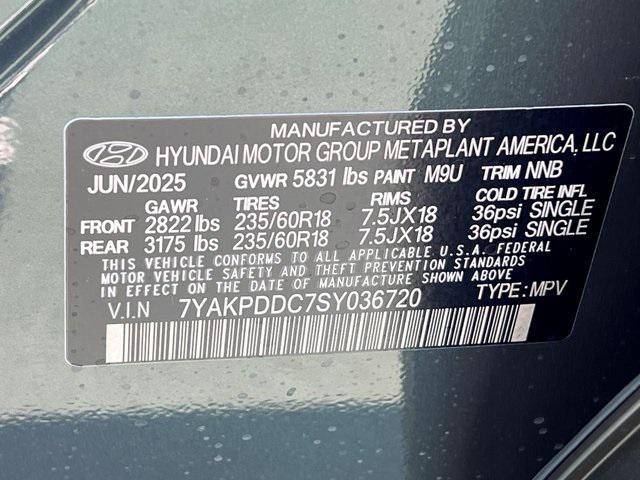 MANUFACTURED BY
HYUNDAI MOTOR GROUP METAPLANT AMERICA, LLC
JUN/2025 GVWR 5831 lbs PAINT M9U TRIM NNB
GAWR TIRES RIMS COLD TIRE INFL
FRONT 2822 lbs 235/60R18 7.5JX18 36psi SINGLE
REAR 3175 lbs 235/60R18 7.5JX18 36psi SINGLE
THIS VEHICLE CONFORMS TO ALL APPLICABLE U.S.A. FEDERAL
MOTOR VEHICLE SAFETY AND THEFT PREVENTION STANDARDS
IN EFFECT ON THE DATE OF MANUFACTURE SHOWN ABOVE
V.I.N 7YAKPDDC7SY036720 TYPE: MPV